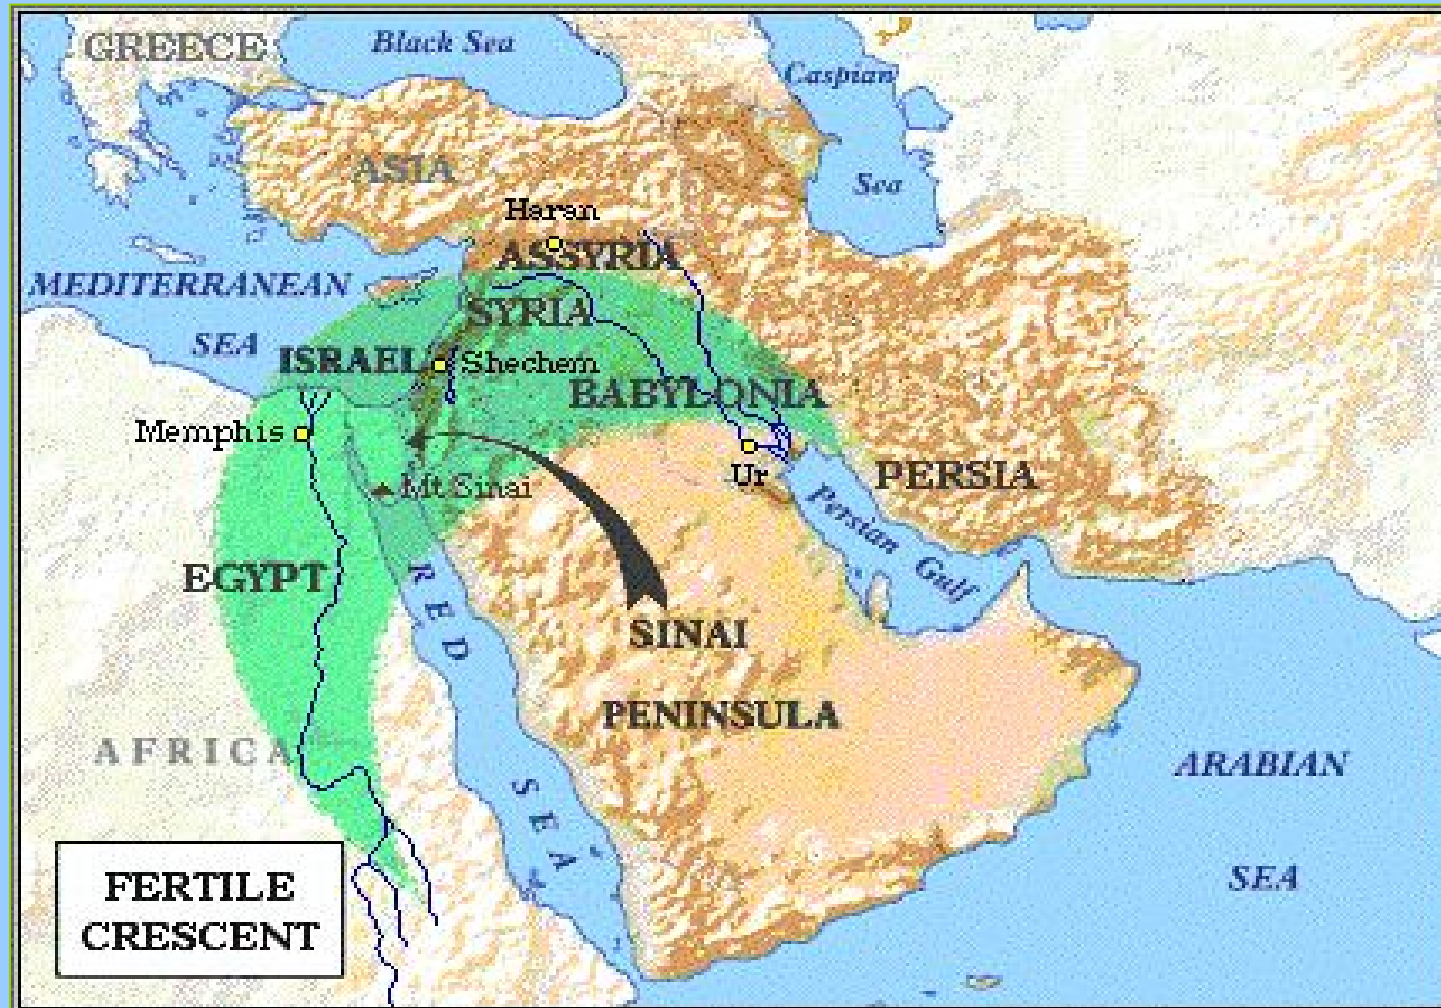 GREECE
Black Sea
Caspian
Sea
ASIA
Haran
ASSYRIA
MEDITERRANEAN
SEA
SYRIA
ISRAEL
Shechem
BABYLONIA
Memphis
Ur
PERSIA
Mt Sinai
Persian Gulf
EGYPT
RED SEA
SINAI
PENINSULA
AFRICA
ARABIAN
SEA
FERTILE
CRESCENT